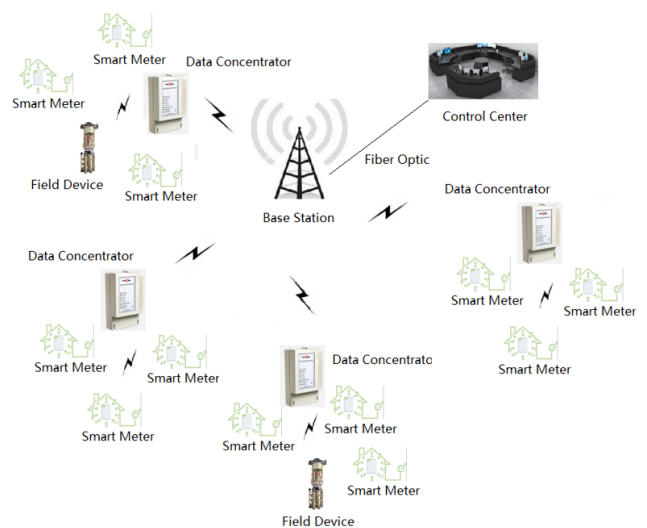 Smart Meter
Data Concentrator
Smart Meter
Control Center
Fiber Optic
Field Device
Smart Meter
Data Concentrator
Base Station
Data Concentrator
Smart Meter
Smart Meter
Data Concentrato
Smart Meter
Smart Meter
Smart Meter
Smart Meter
Smart Meter
Smart Meter
Smart Meter
Smart Meter
Field Device